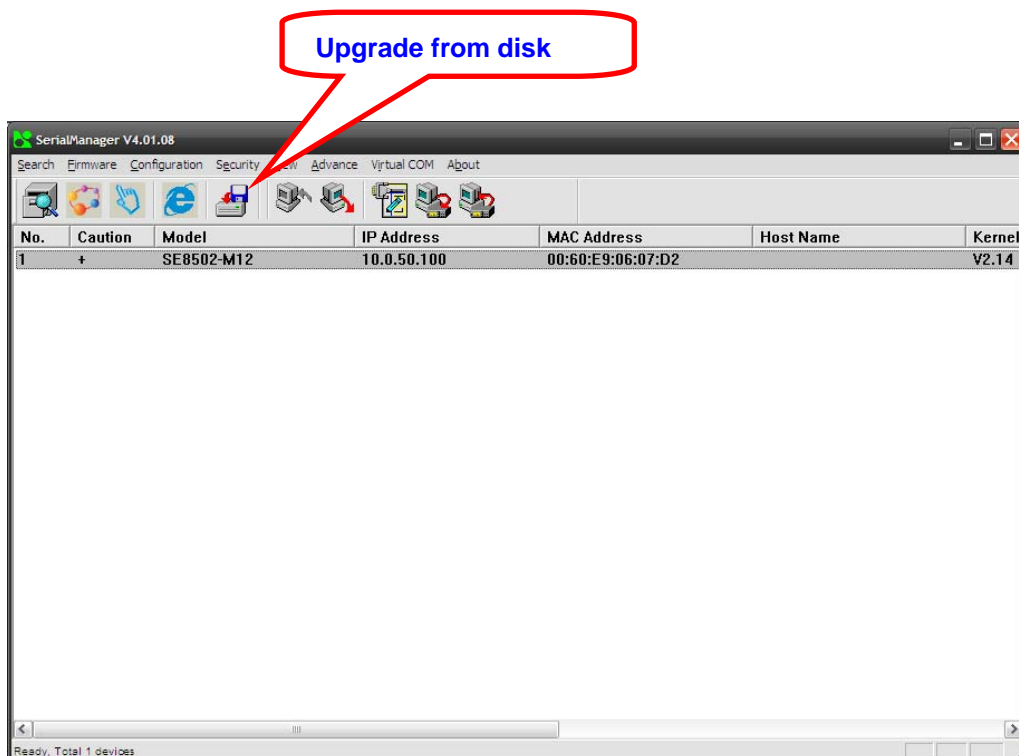 Upgrade from disk
SerialManager V4.01.08
Search Firmware Configuration Security Advance Virtual COM About
No. Caution Model IP Address MAC Address Host Name Kernel
1 + SE8502-M12 10.0.50.100 00:60:E9:06:07:D2 V2.14
Ready, Total 1 devices